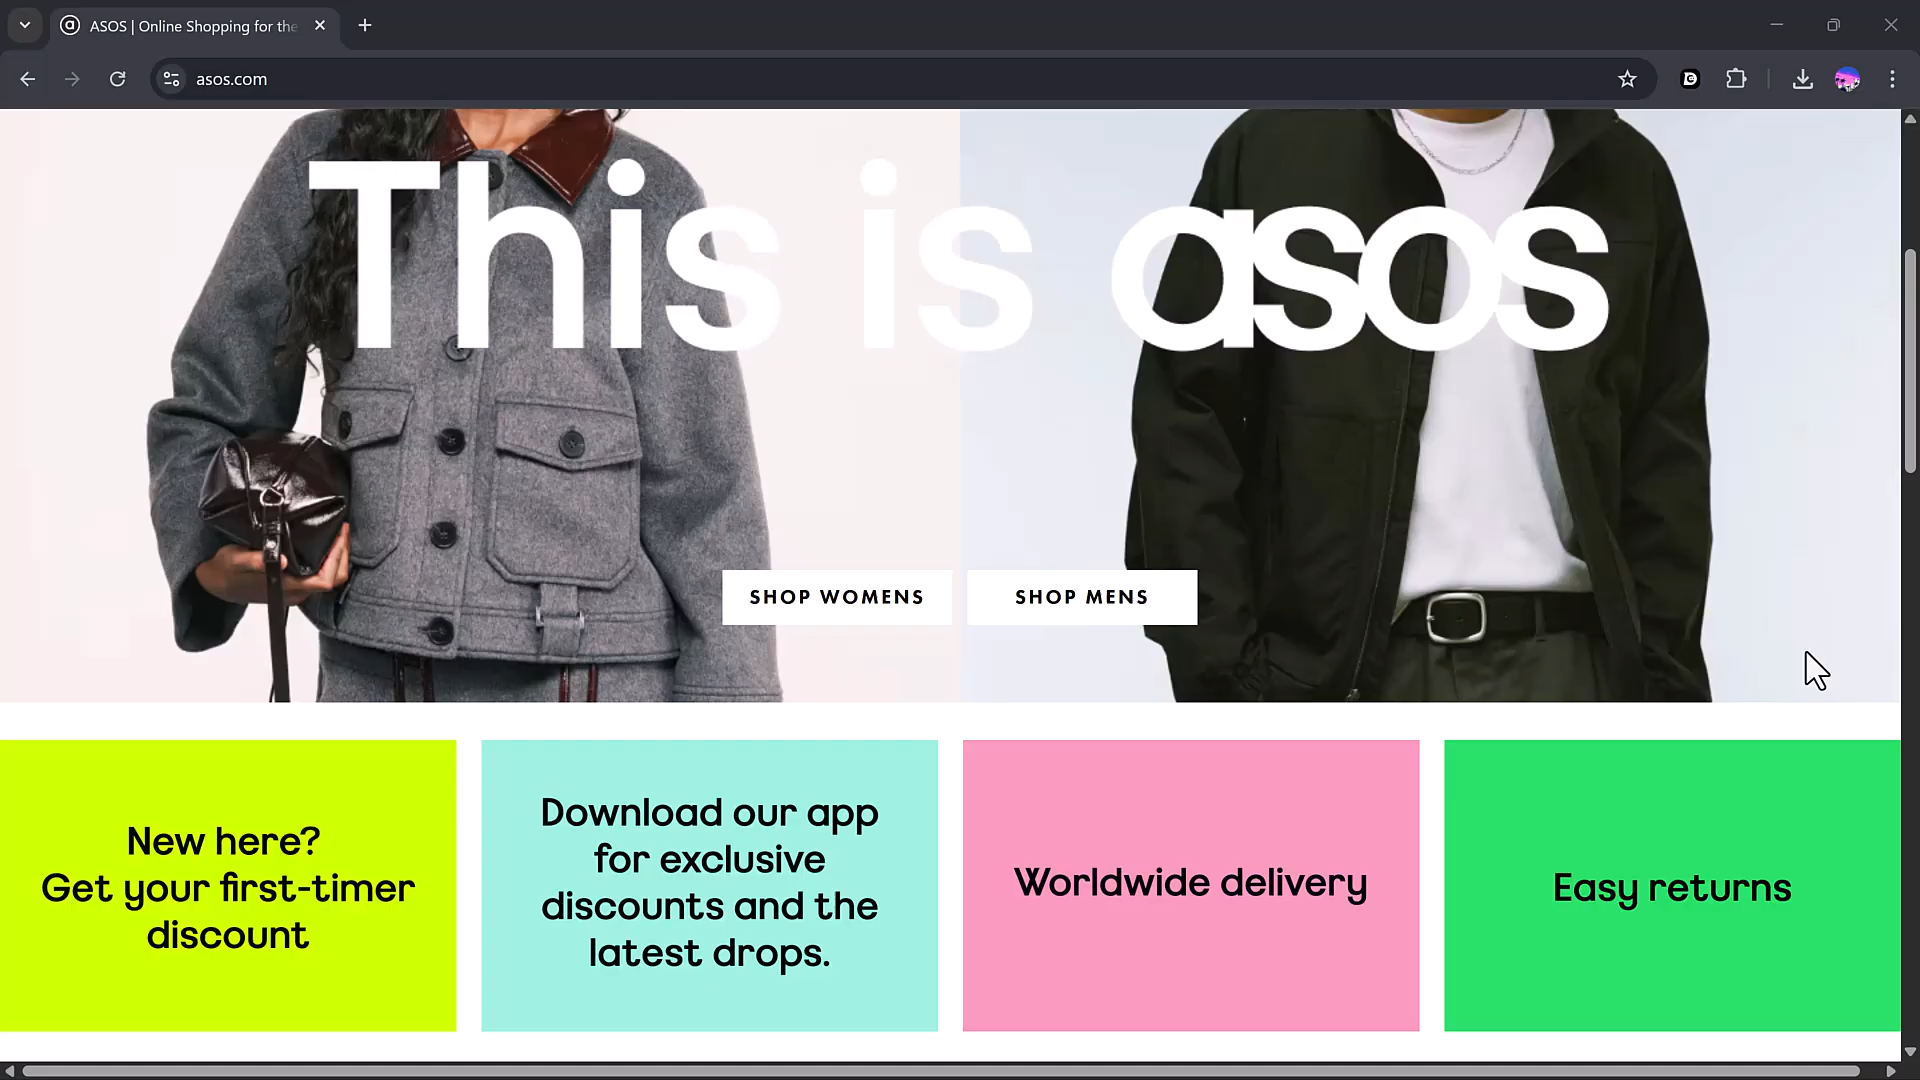 ASOS | Online Shopping for the
asos.com
This is asos
SHOP WOMENS
SHOP MENS
New here?
Get your first-timer
discount
Download our app
for exclusive
discounts and the
latest drops.
Worldwide delivery
Easy returns